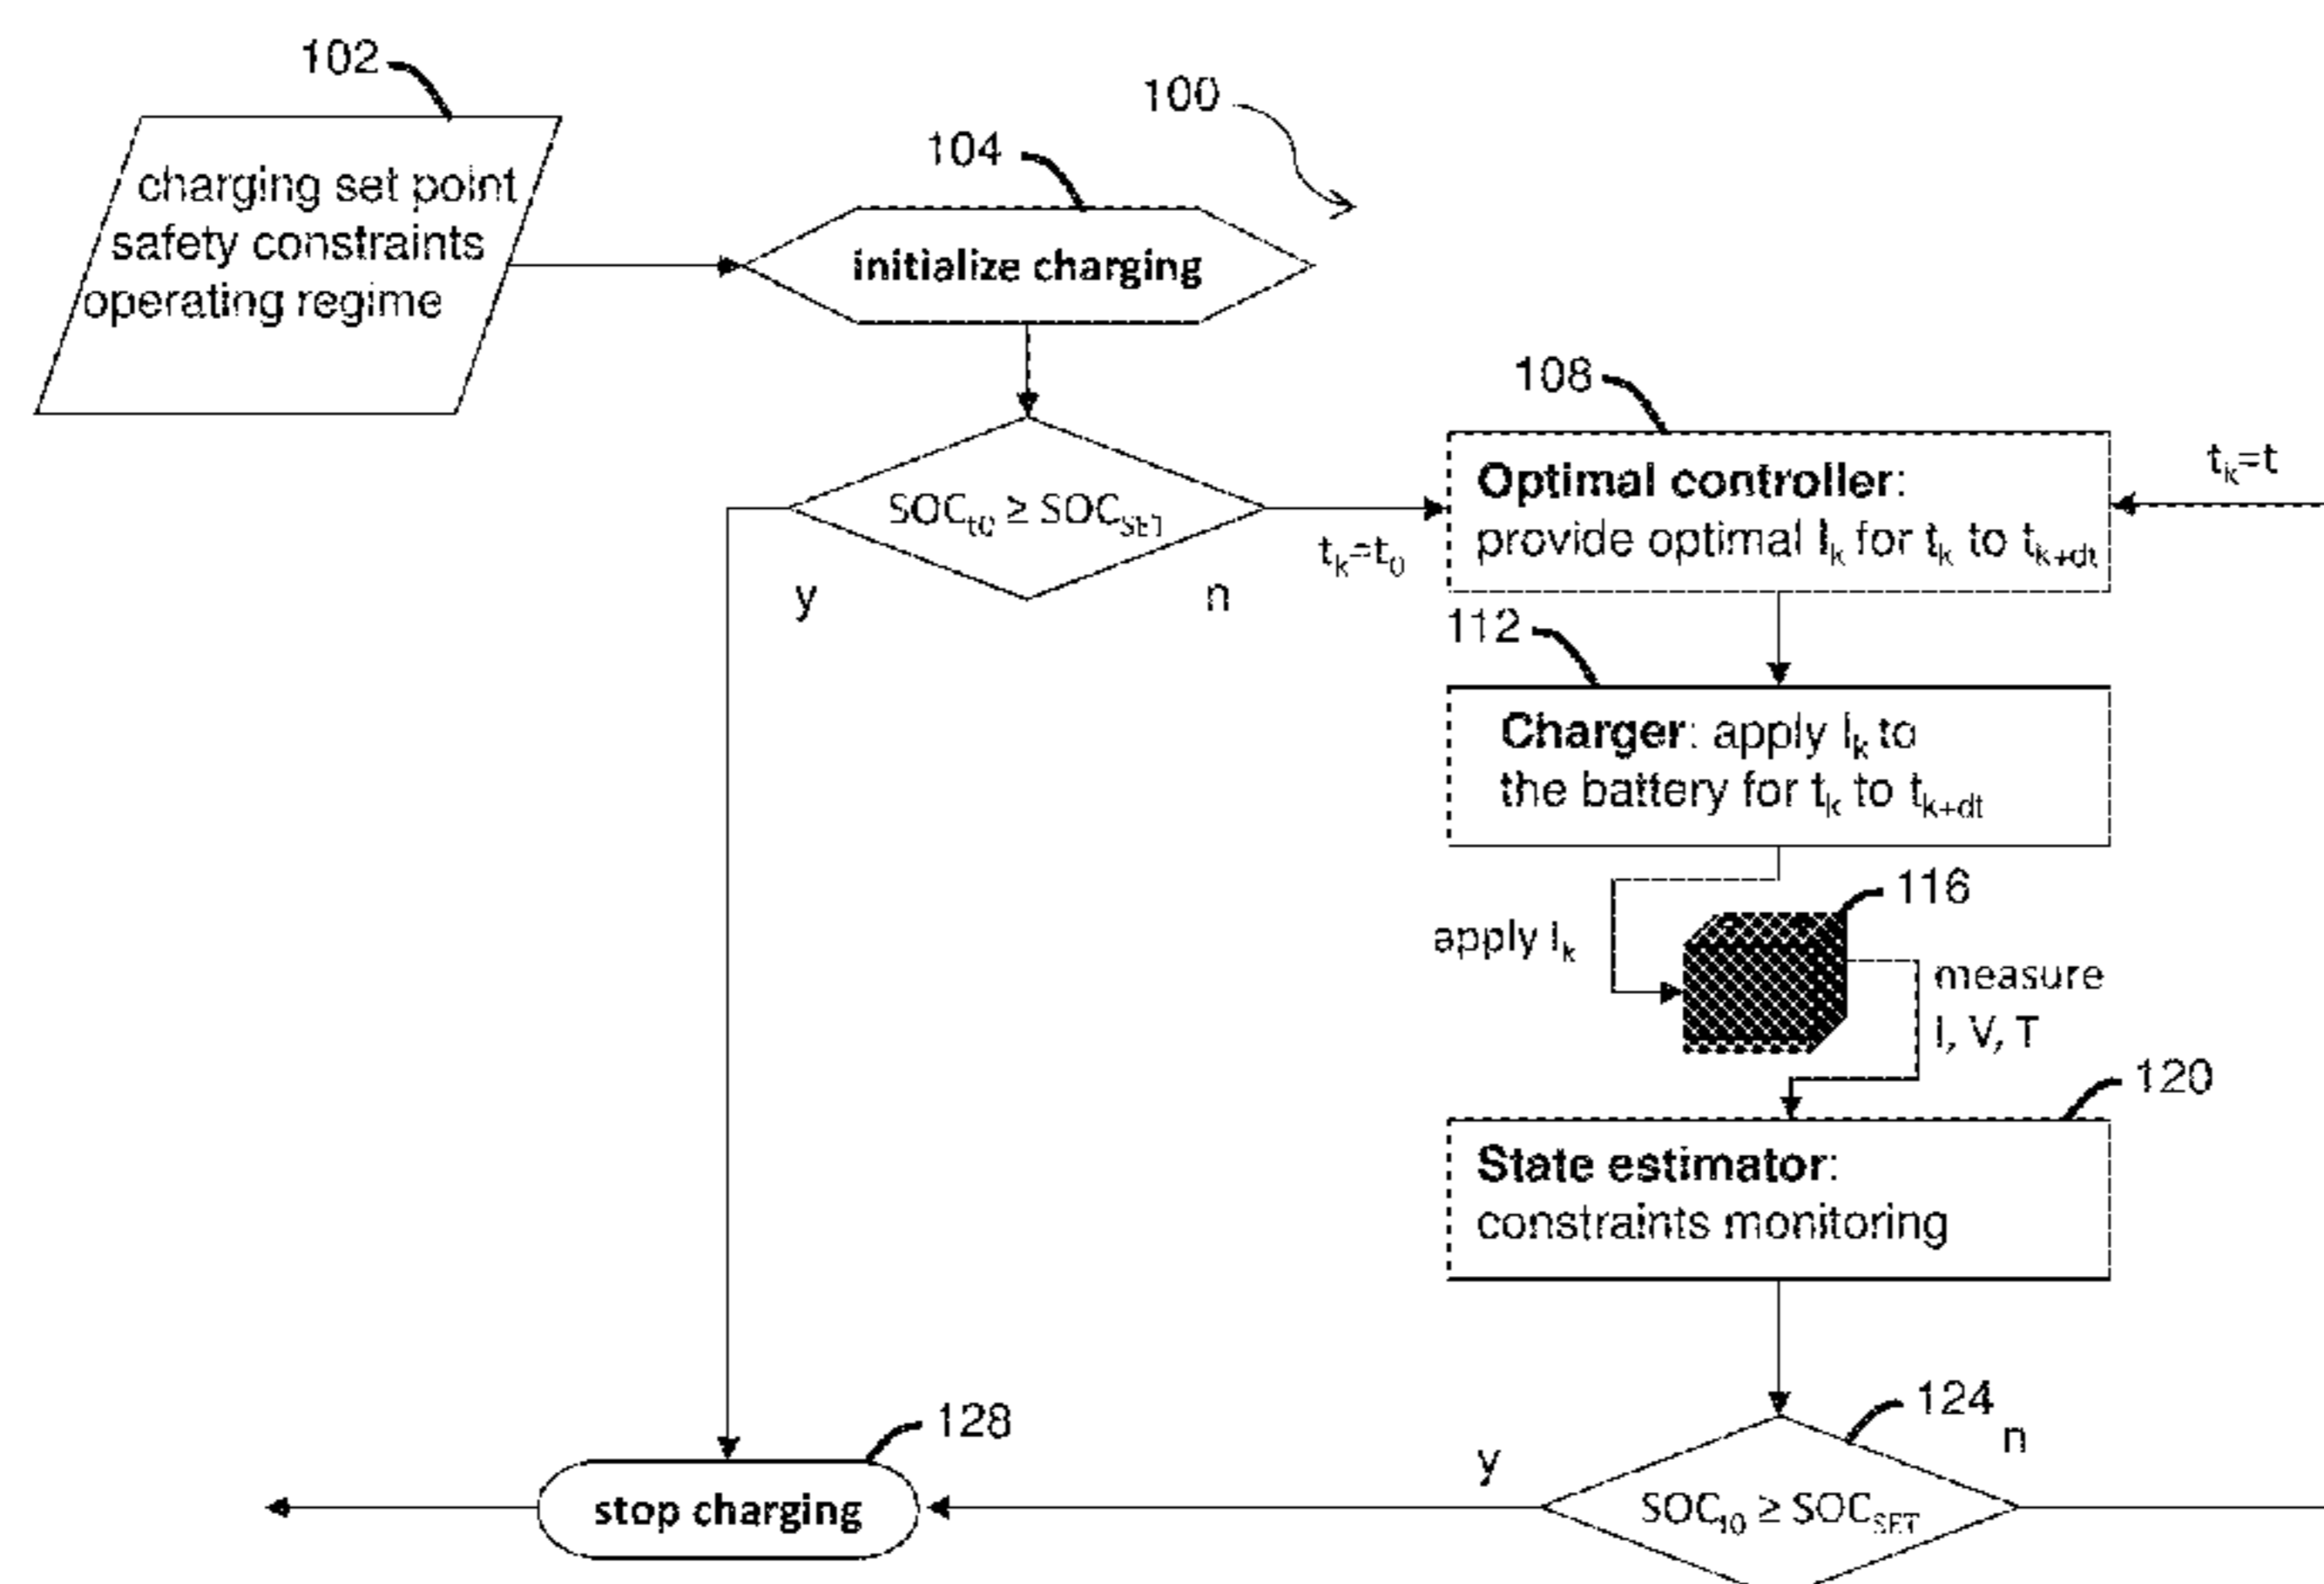 102
100
104
charging set point
safety constraints
operating regime
initialize charging
108
Optimal controller:
provide optimal Iₖ for tₖ to tₖ₊dt
tₖ=t
SOCt0 ≥ SOCSET
tₖ=t₀
y
n
112
Charger: apply Iₖ to
the battery for tₖ to tₖ₊dt
116
apply Iₖ
measure
I, V, T
120
State estimator:
constraints monitoring
124
n
y
128
stop charging
SOCt0 ≥ SOCSET